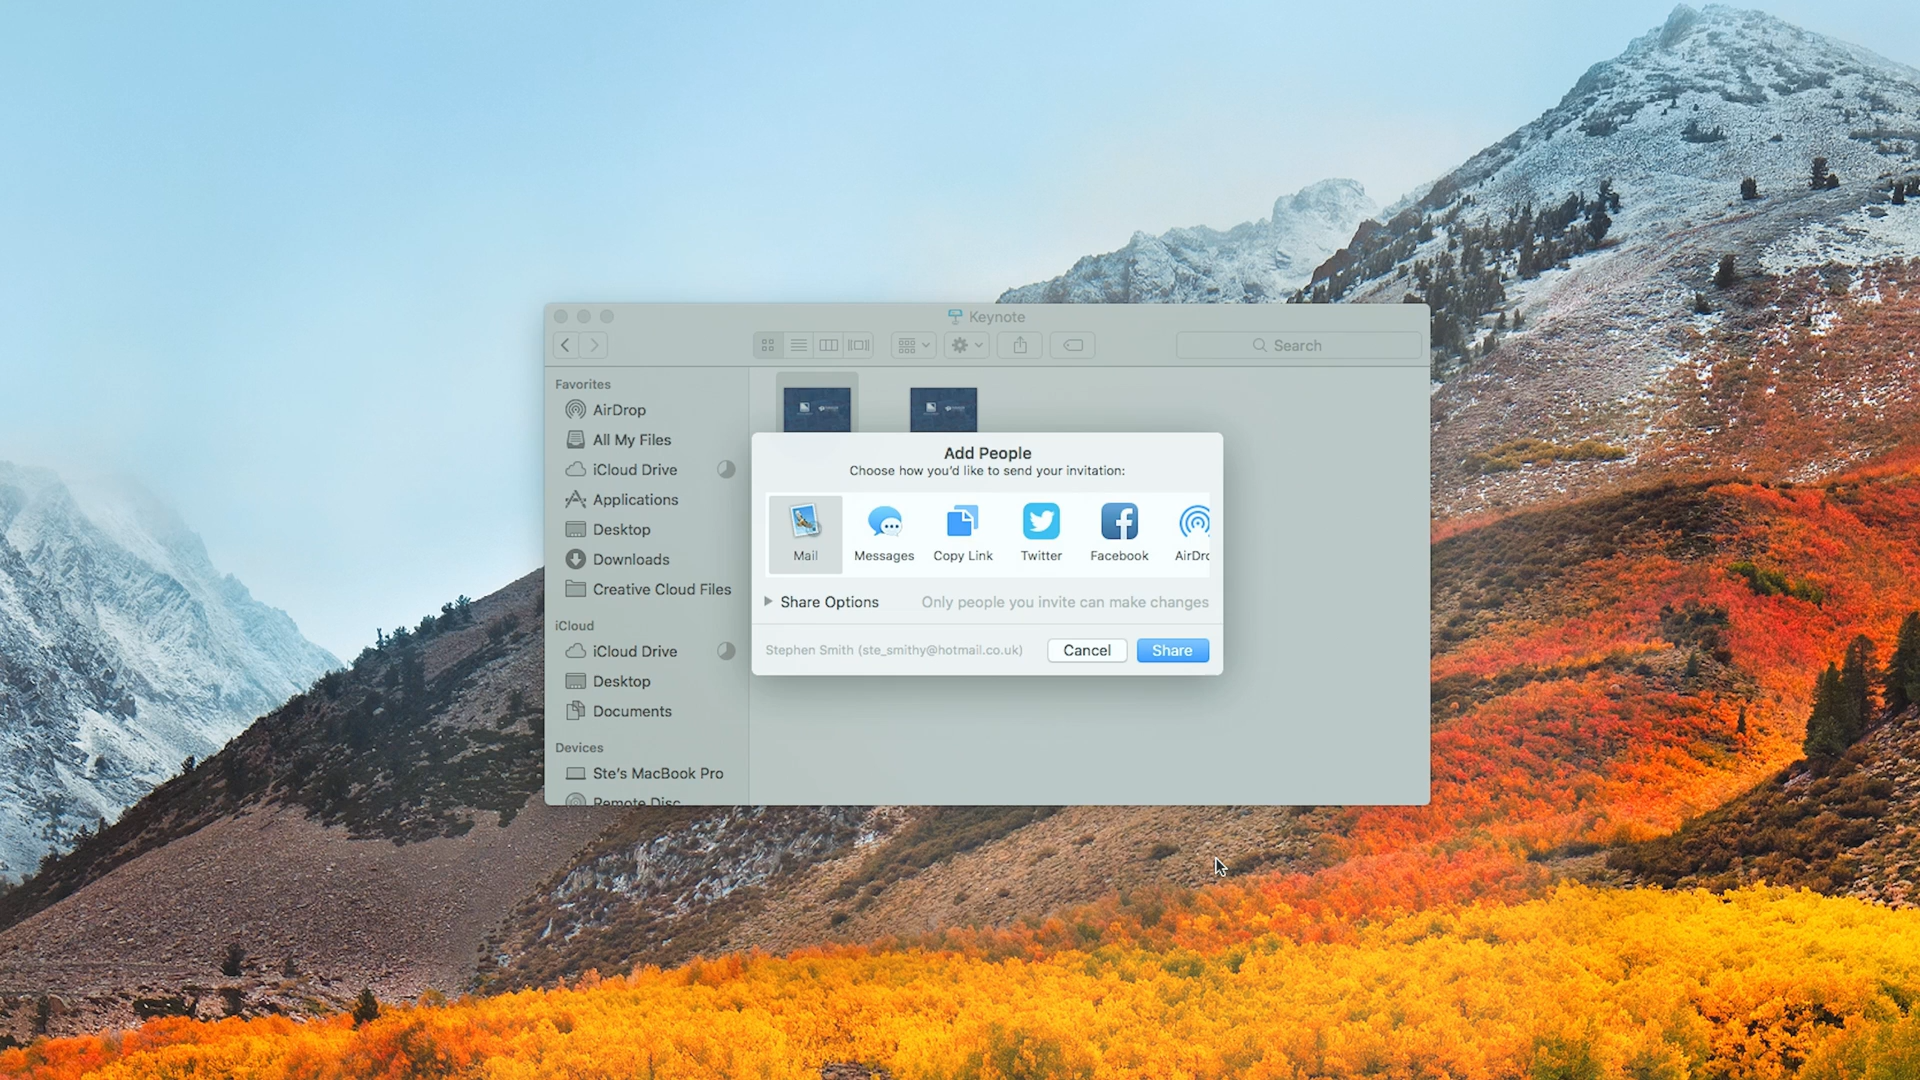 Keynote
Search
Favorites
AirDrop
All My Files
iCloud Drive
Applications
Desktop
Downloads
Creative Cloud Files
iCloud
iCloud Drive
Desktop
Documents
Devices
Ste's MacBook Pro
Remote Disc
Add People
Choose how you'd like to send your invitation:
Mail
Messages
Copy Link
Twitter
Facebook
AirDro
Share Options
Only people you invite can make changes
Stephen Smith (ste_smithy@hotmail.co.uk)
Cancel
Share